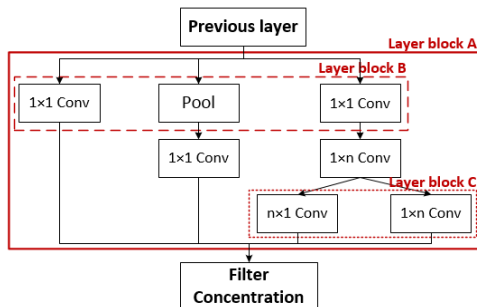 Previous layer
Layer block A
Layer block B
1×1 Conv
Pool
1×1 Conv
1×1 Conv
1×n Conv
Layer block C
n×1 Conv
1×n Conv
Filter
Concentration